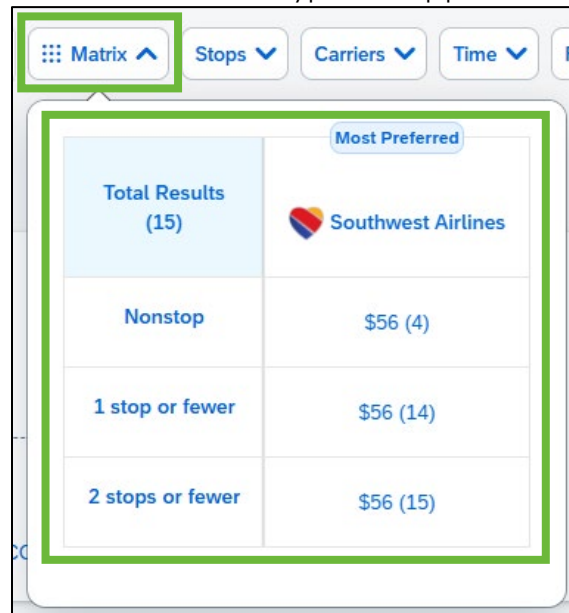 Matrix
Stops
Carriers
Time
Most Preferred
Total Results
(15)
Southwest Airlines
Nonstop
$56 (4)
1 stop or fewer
$56 (14)
2 stops or fewer
$56 (15)